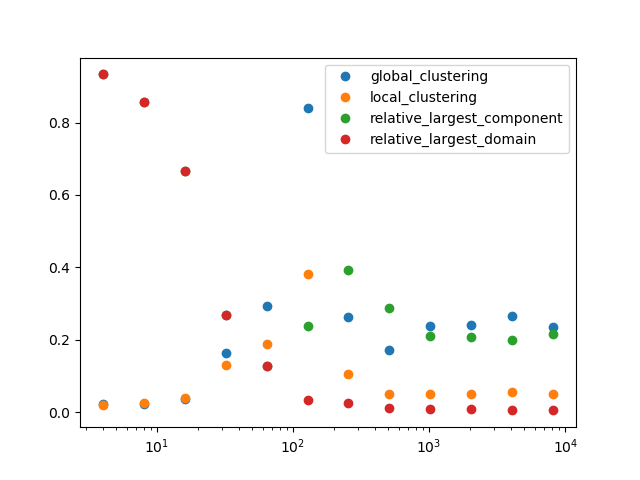 global_clustering
local_clustering
relative_largest_component
relative_largest_domain
0.8
0.6
0.4
0.2
0.0
10¹ 10² 10³ 10⁴